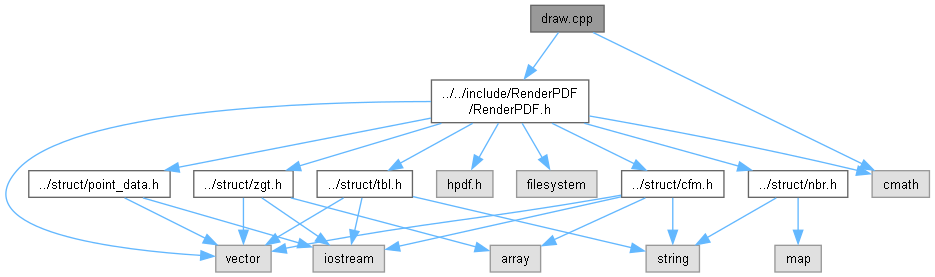 draw.cpp
../../include/RenderPDF
/RenderPDF.h
../struct/point_data.h
../struct/zgt.h
../struct/tbl.h
hpdf.h
filesystem
../struct/cfm.h
../struct/nbr.h
cmath
vector
iostream
array
string
map